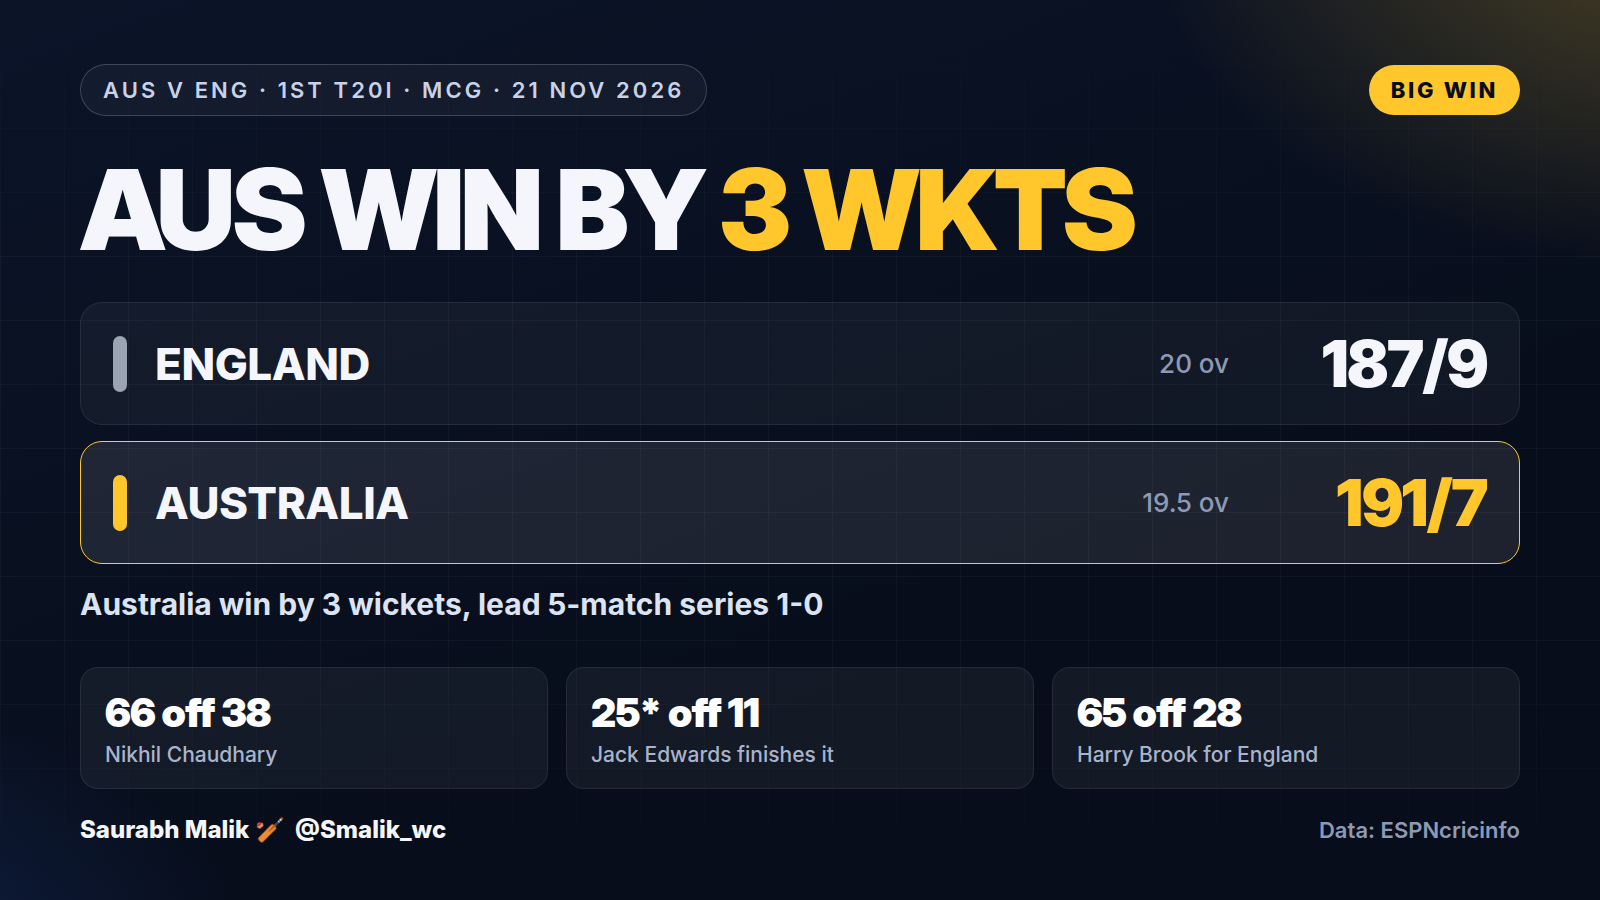 AUS V ENG · 1ST T20I · MCG · 21 NOV 2026
BIG WIN
AUS WIN BY 3 WKTS
ENGLAND 20 ov 187/9
AUSTRALIA 19.5 ov 191/7
Australia win by 3 wickets, lead 5-match series 1-0
66 off 38
Nikhil Chaudhary
25* off 11
Jack Edwards finishes it
65 off 28
Harry Brook for England
Saurabh Malik 🏏 @Smalik_wc
Data: ESPNcricinfo